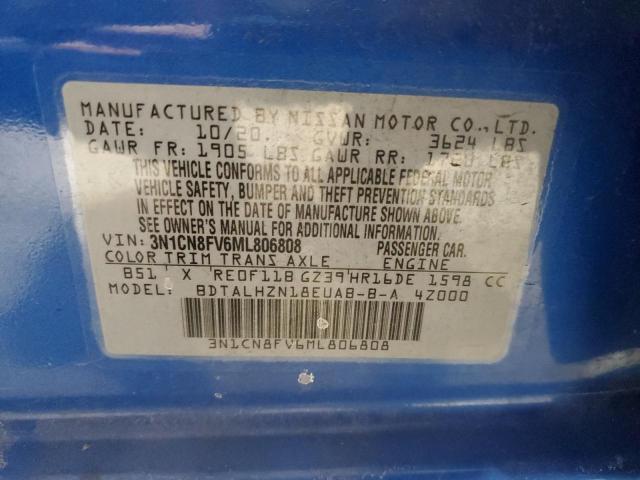 MANUFACTURED BY NISSAN MOTOR CO., LTD.
DATE: 10/20. GVWR: 3624 LBS
GAWR FR: 1905 LBS GAWR RR: LBS
THIS VEHICLE CONFORMS TO ALL APPLICABLE FEDERAL MOTOR
VEHICLE SAFETY, BUMPER AND THEFT PREVENTION STANDARDS
IN EFFECT ON THE DATE OF MANUFACTURE SHOWN ABOVE.
SEE OWNER'S MANUAL FOR ADDITIONAL INFORMATION.
VIN: 3N1CN8FV6ML806808 PASSENGER CAR.
COLOR TRIM TRANS AXLE ENGINE
B51 X RE0F11B GZ39 HR16DE 1598 CC
MODEL: BDTALHZN18EUAB-B-A 4Z000
3N1CN8FV6ML806808